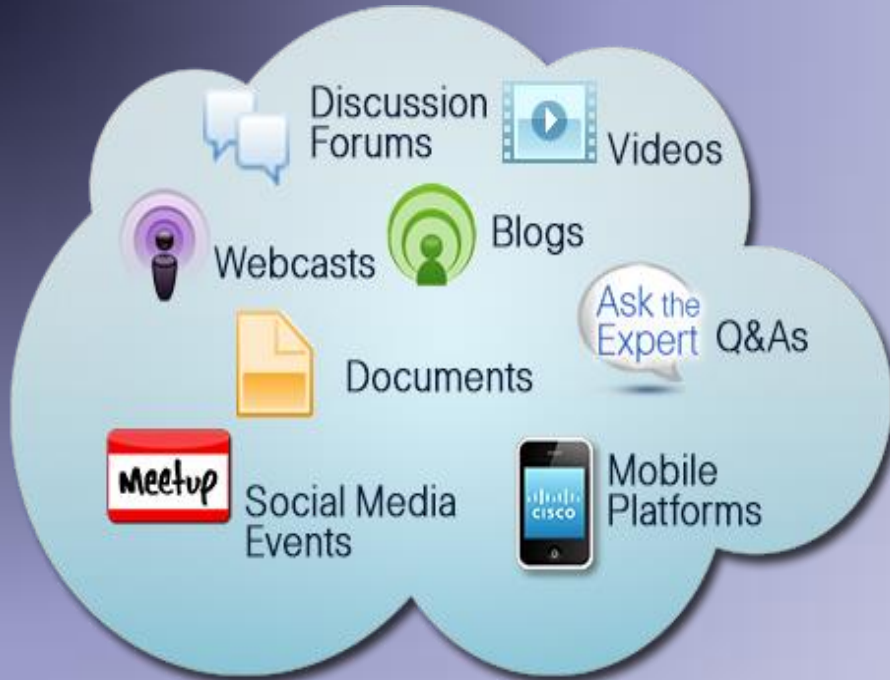 Discussion
Forums
Videos
Webcasts
Blogs
Ask the
Expert
Q&As
Documents
Meetup
Social Media
Events
cisco
Mobile
Platforms